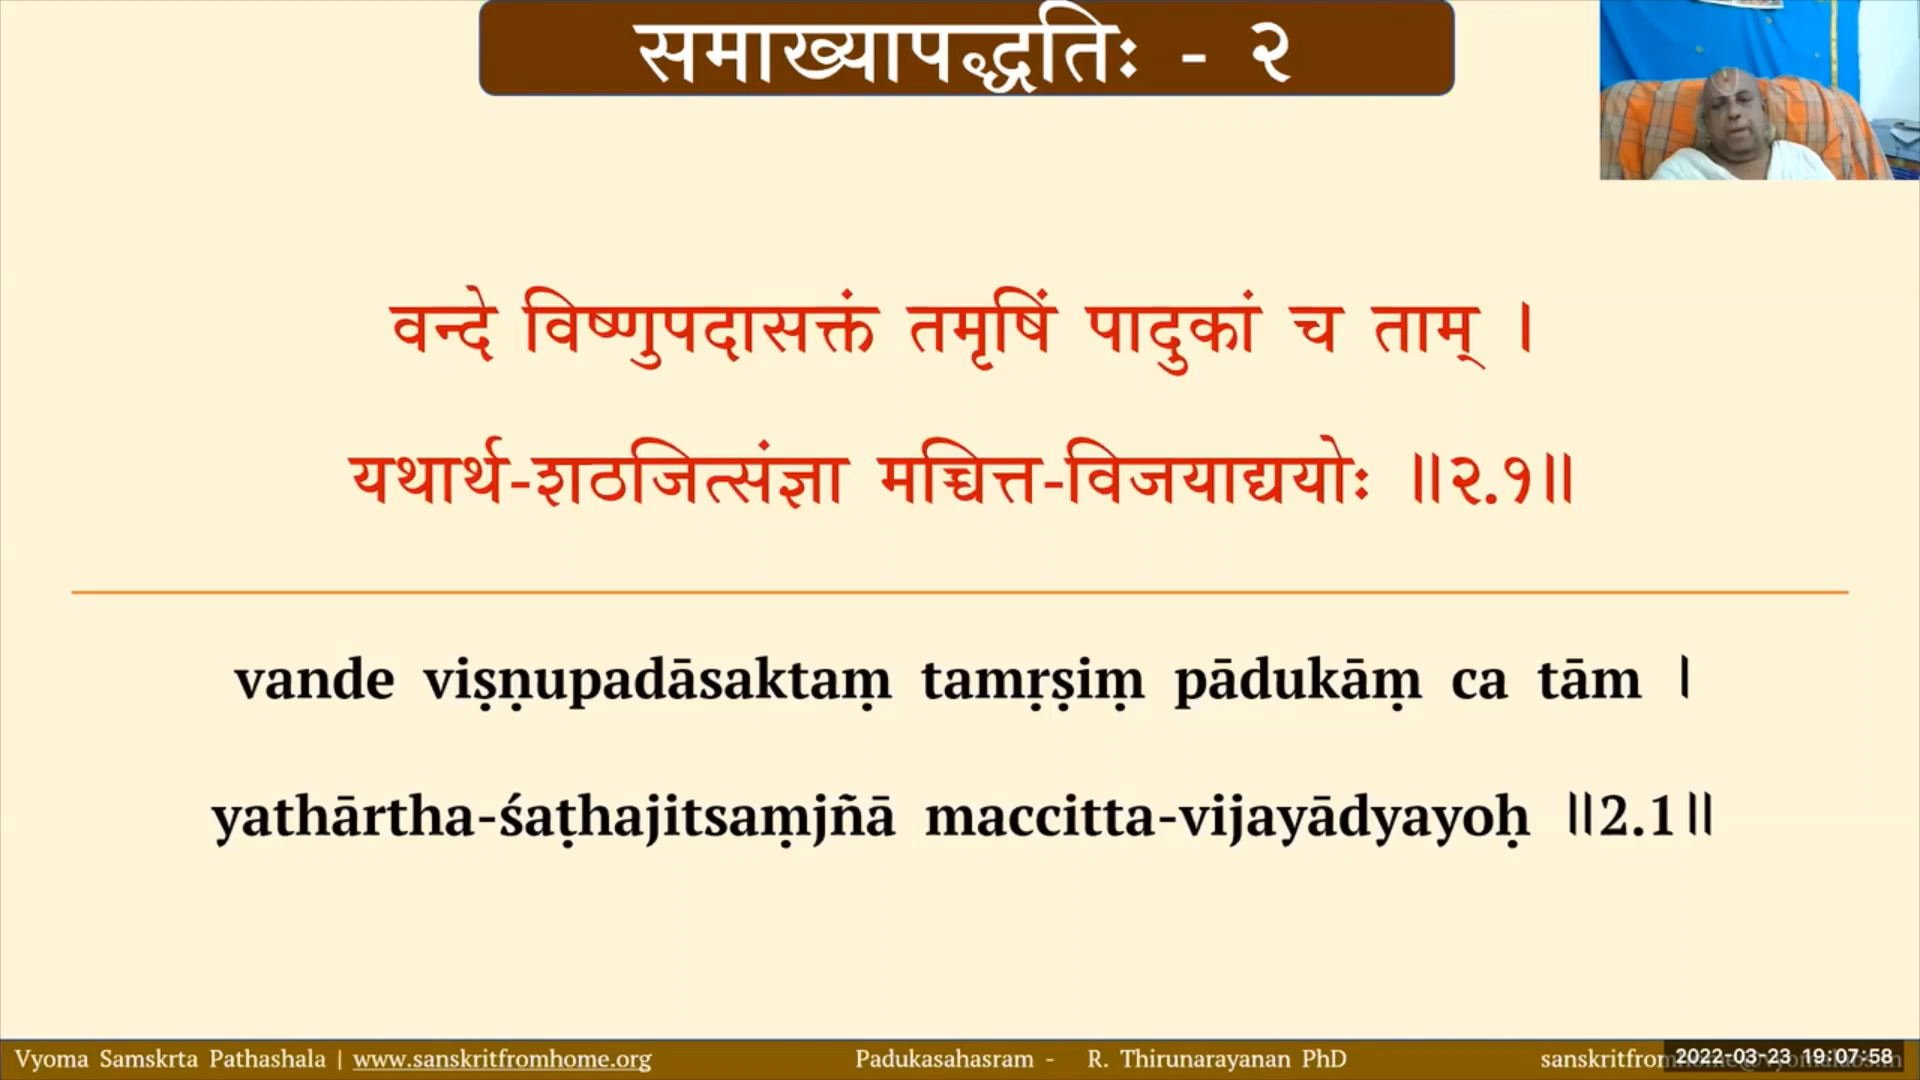 समाख्यापद्धतिः - २
वन्दे विष्णुपदासक्तं तमृषिं पादुकां च ताम् ।
यथार्थ-शठजित्संज्ञा मच्चित्त-विजयाद्ययोः ॥२.१॥
vande viṣṇupadāsaktaṃ tamṛṣiṃ pādukāṃ ca tām ।
yathārtha-śaṭhajitsaṃjñā maccitta-vijayādyayoḥ ॥2.1॥
Vyoma Samskrta Pathashala | www.sanskritfromhome.org Padukasahasram - R. Thirunarayanan PhD
2022-03-23 19:07:58